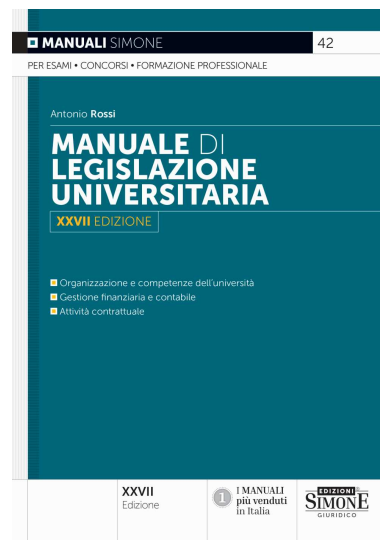 MANUALI SIMONE
42
PER ESAMI • CONCORSI • FORMAZIONE PROFESSIONALE
Antonio Rossi
MANUALE DI
LEGISLAZIONE
UNIVERSITARIA
XXVII EDIZIONE
Organizzazione e competenze dell'università
Gestione finanziaria e contabile
Attività contrattuale
XXVII
Edizione
1
I MANUALI
più venduti
in Italia
EDIZIONI
SIMONE
GIURIDICO